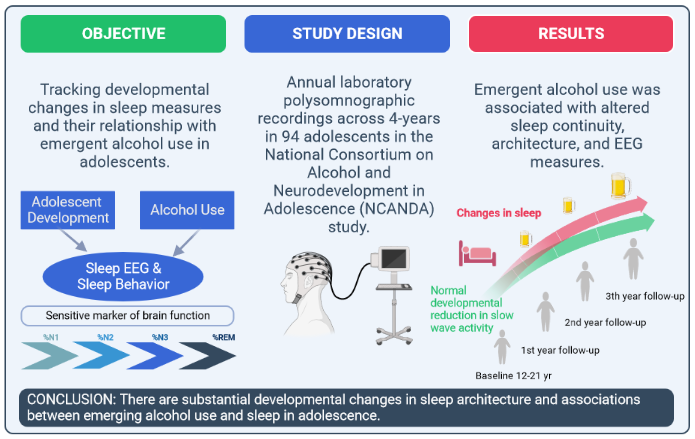 OBJECTIVE
Tracking developmental
changes in sleep measures
and their relationship with
emergent alcohol use in
adolescents.
Adolescent
Development
Alcohol Use
Sleep EEG &
Sleep Behavior
Sensitive marker of brain function
%N1
%N2
%N3
%REM
STUDY DESIGN
Annual laboratory
polysomnographic
recordings across 4-years
in 94 adolescents in the
National Consortium on
Alcohol and
Neurodevelopment in
Adolescence (NCANDA)
study.
RESULTS
Emergent alcohol use was
associated with altered
sleep continuity,
architecture, and EEG
measures.
Changes in sleep
Normal
developmental
reduction in slow
wave activity
3th year follow-up
2nd year follow-up
1st year follow-up
Baseline 12-21 yr
CONCLUSION: There are substantial developmental changes in sleep architecture and associations
between emerging alcohol use and sleep in adolescence.